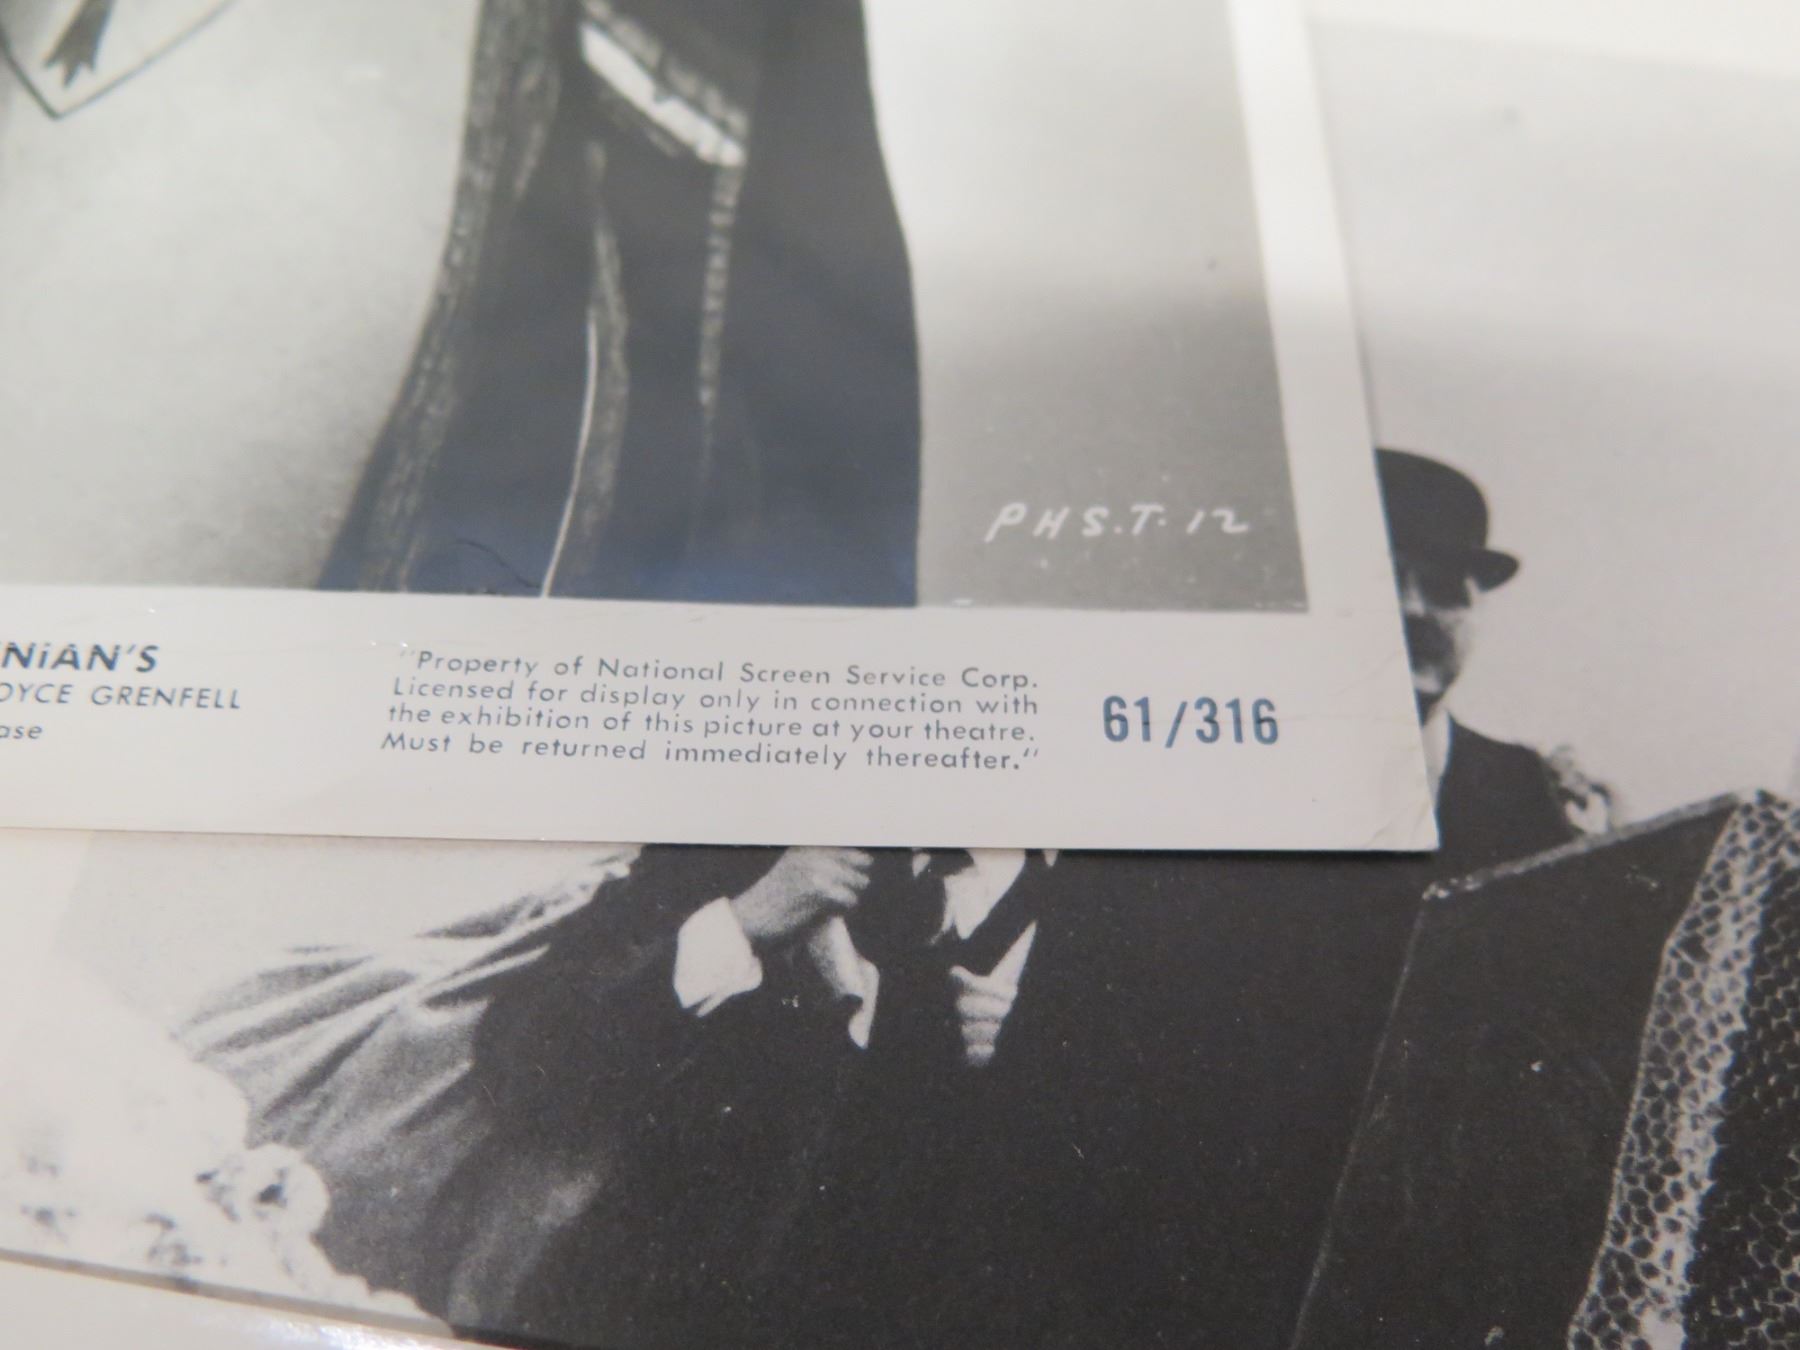 PHS.T. 12
NiAN'S
OYCE GRENFELL
ase
"Property of National Screen Service Corp.
Licensed for display only in connection with
the exhibition of this picture at your theatre.
Must be returned immediately thereafter."
61/316